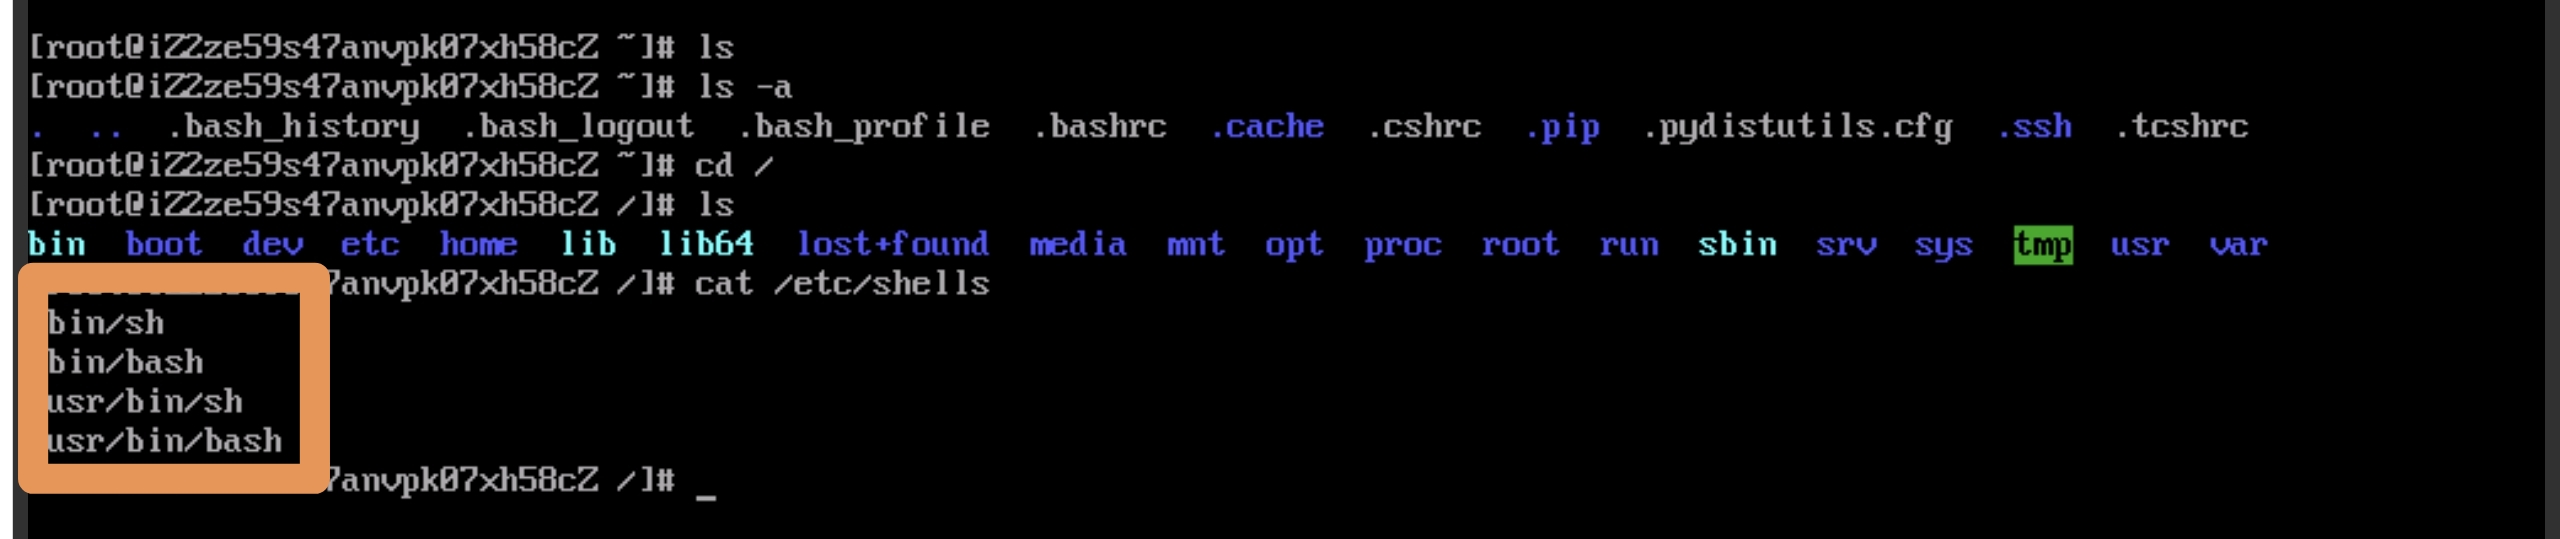 [root@iZ2ze59s47anvpk07xh58cZ ~]# ls
[root@iZ2ze59s47anvpk07xh58cZ ~]# ls -a
. .. .bash_history .bash_logout .bash_profile .bashrc .cache .cshrc .pip .pydistutils.cfg .ssh .tcshrc
[root@iZ2ze59s47anvpk07xh58cZ ~]# cd /
[root@iZ2ze59s47anvpk07xh58cZ /]# ls
bin boot dev etc home lib lib64 lost+found media mnt opt proc root run sbin srv sys tmp usr var
7anvpk07xh58cZ /]# cat /etc/shells
bin/sh
bin/bash
usr/bin/sh
usr/bin/bash
7anvpk07xh58cZ /]# _